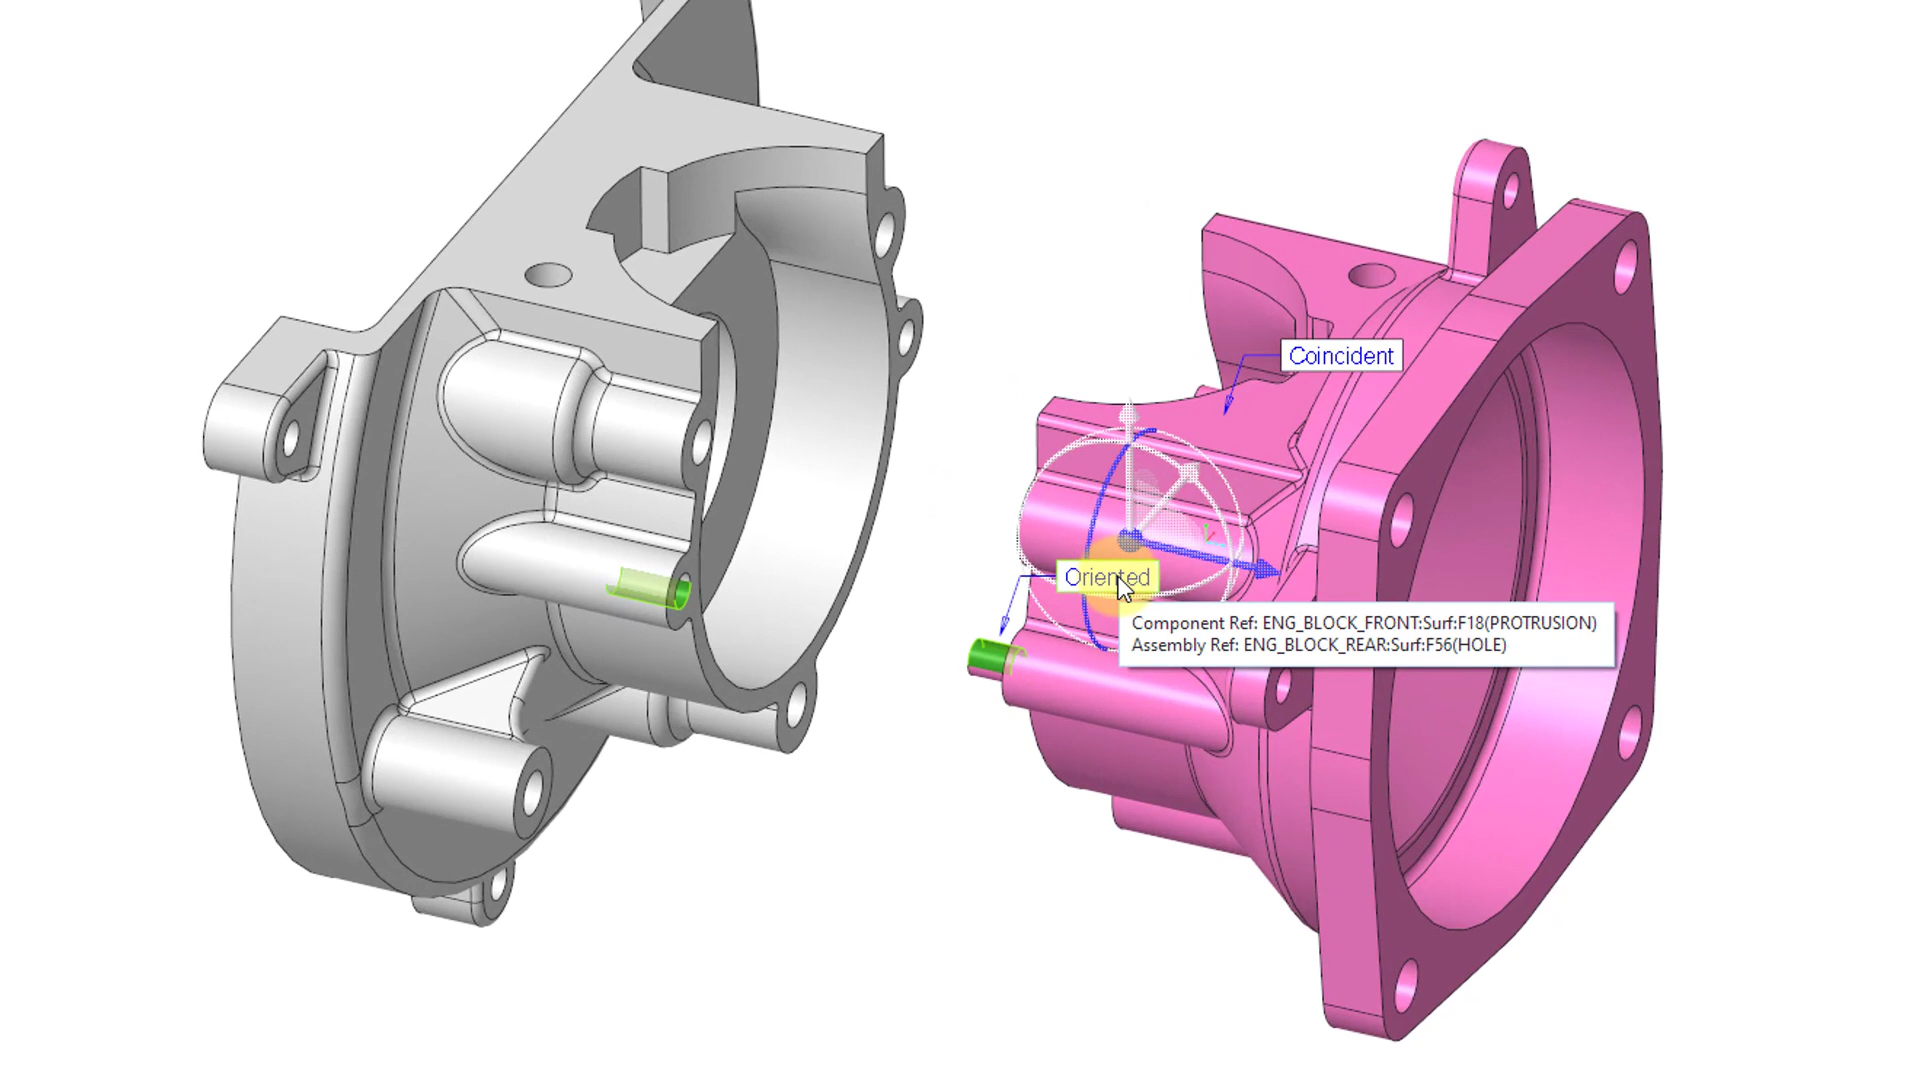 Coincident
Oriented
Component Ref: ENG_BLOCK_FRONT:Surf:F18(PROTRUSION)
Assembly Ref: ENG_BLOCK_REAR:Surf:F56(HOLE)